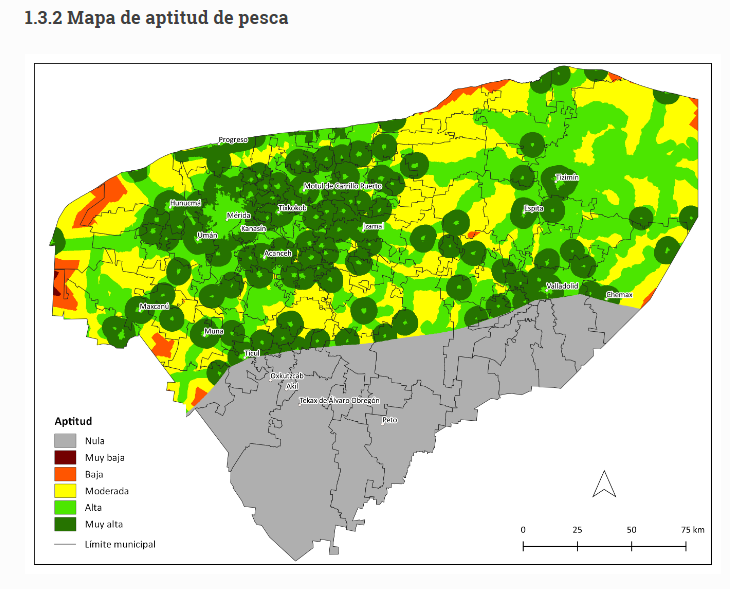 1.3.2 Mapa de aptitud de pesca
Progreso
Motul de Carrillo Puerto
Tizimín
Hunucmá
Mérida
Tixkokob
Espita
Kanasín
Izamal
Umán
Acanceh
Valladolid
Chemax
Maxcanú
Muna
Ticul
Oxkutzcab
Akil
Tekax de Álvaro Obregón
Peto
Aptitud
Nula
Muy baja
Baja
Moderada
Alta
Muy alta
Límite municipal
0 25 50 75 km